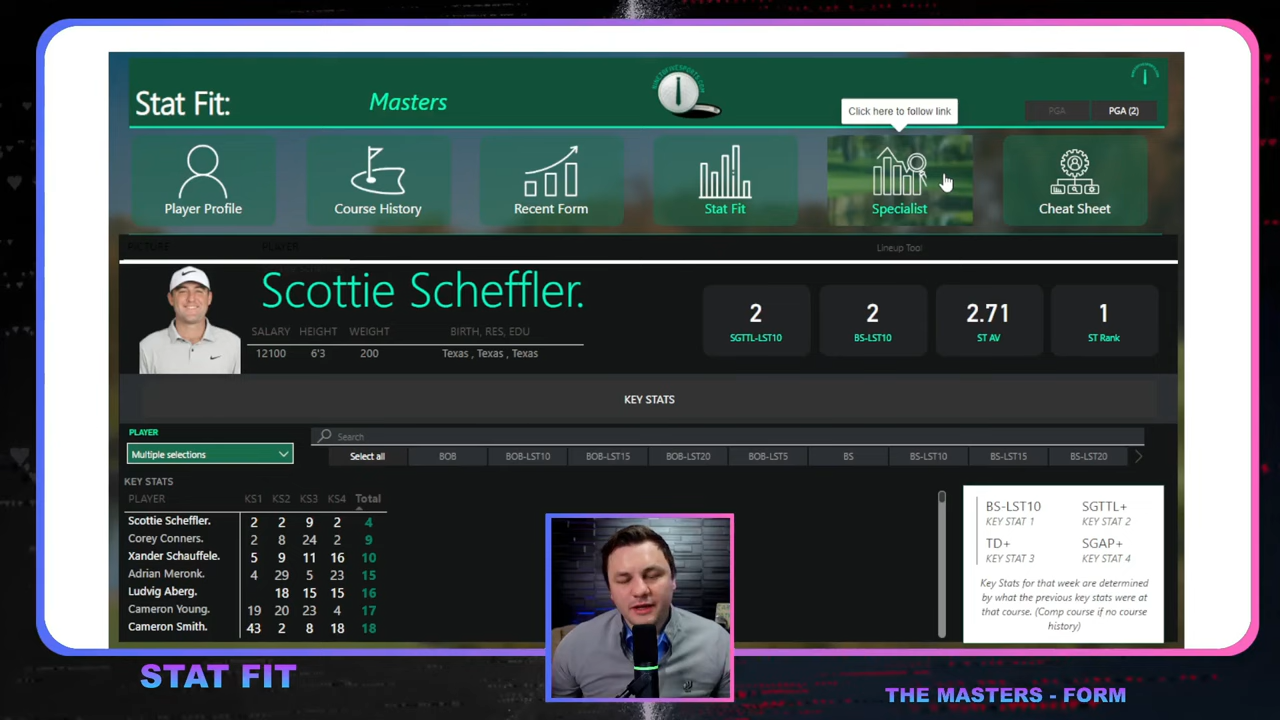 Stat Fit:
Masters
Click here to follow link
PGA
PGA (2)
Player Profile
Course History
Recent Form
Stat Fit
Specialist
Cheat Sheet
PICTURE
PLAYER
Lineup Tool
Scottie Scheffler.
SALARY HEIGHT WEIGHT BIRTH, RES, EDU
12100 6'3 200 Texas , Texas , Texas
2 2 2.71 1
SGTTL-LST10 BS-LST10 ST AV ST Rank
KEY STATS
PLAYER
Multiple selections
Search
Select all BOB BOB-LST10 BOB-LST15 BOB-LST20 BOB-LST5 BS BS-LST10 BS-LST15 BS-LST20
KEY STATS
PLAYER KS1 KS2 KS3 KS4 Total
Scottie Scheffler. 2 2 9 2 4
Corey Conners. 2 8 24 2 9
Xander Schauffele. 5 9 11 16 10
Adrian Meronk. 4 29 5 23 15
Ludvig Aberg. 18 15 15 16
Cameron Young. 19 20 23 4 17
Cameron Smith. 43 2 8 18 18
BS-LST10 SGTTL+
KEY STAT 1 KEY STAT 2
TD+ SGAP+
KEY STAT 3 KEY STAT 4
Key Stats for that week are determined
by what the previous key stats were at
that course. (Comp course if no course
history)
STAT FIT
THE MASTERS - FORM